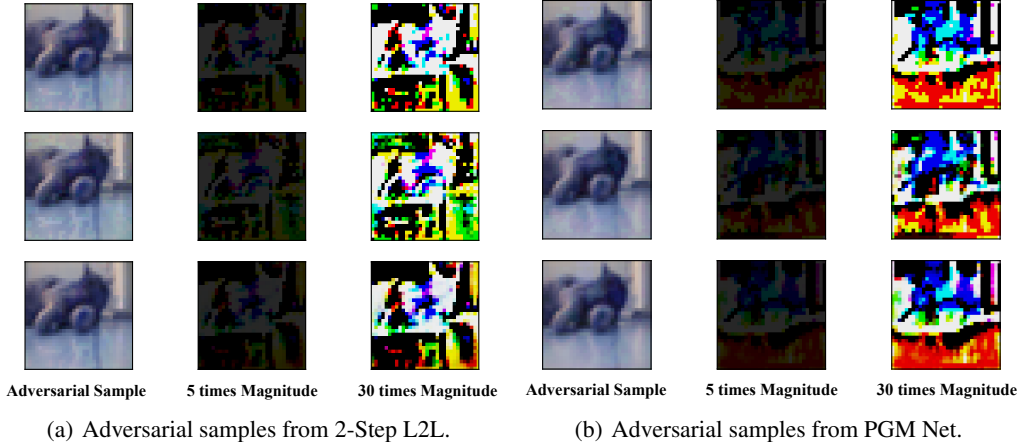 Adversarial Sample 5 times Magnitude 30 times Magnitude Adversarial Sample 5 times Magnitude 30 times Magnitude
(a) Adversarial samples from 2-Step L2L. (b) Adversarial samples from PGM Net.